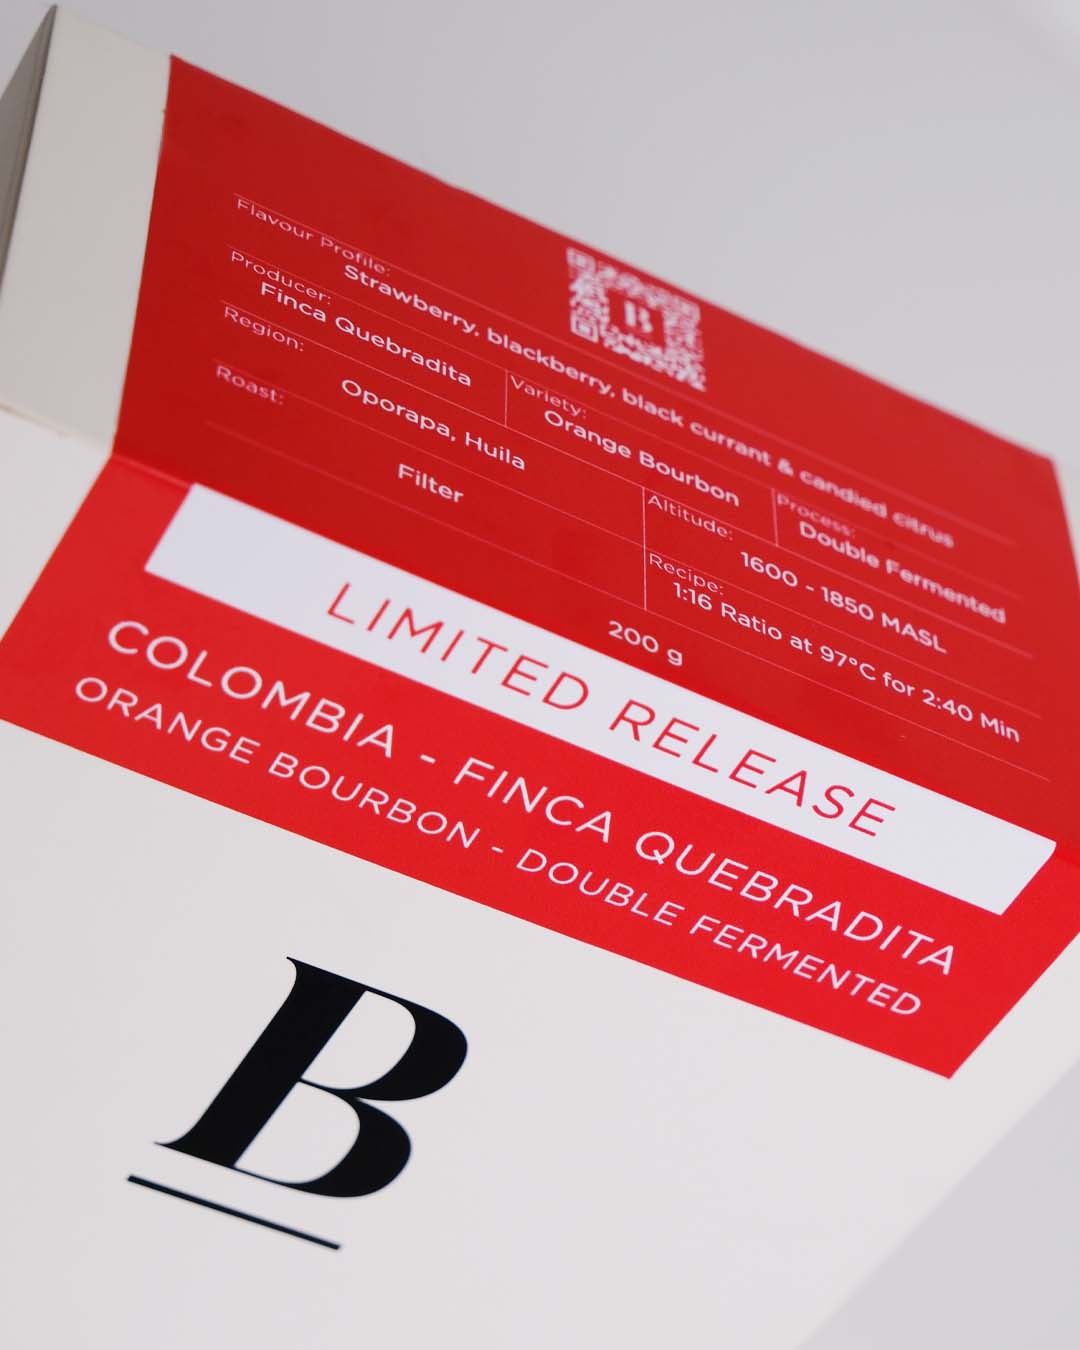 Flavour Profile:
Strawberry, blackberry, black currant & candied citrus
Producer:
Finca Quebradita
Variety:
Orange Bourbon
Process:
Double Fermented
Region:
Oporapa, Huila
Altitude:
1600 - 1850 MASL
Roast:
Filter
Recipe:
1:16 Ratio at 97°C for 2:40 Min
200 g
LIMITED RELEASE
COLOMBIA - FINCA QUEBRADITA
ORANGE BOURBON - DOUBLE FERMENTED
B